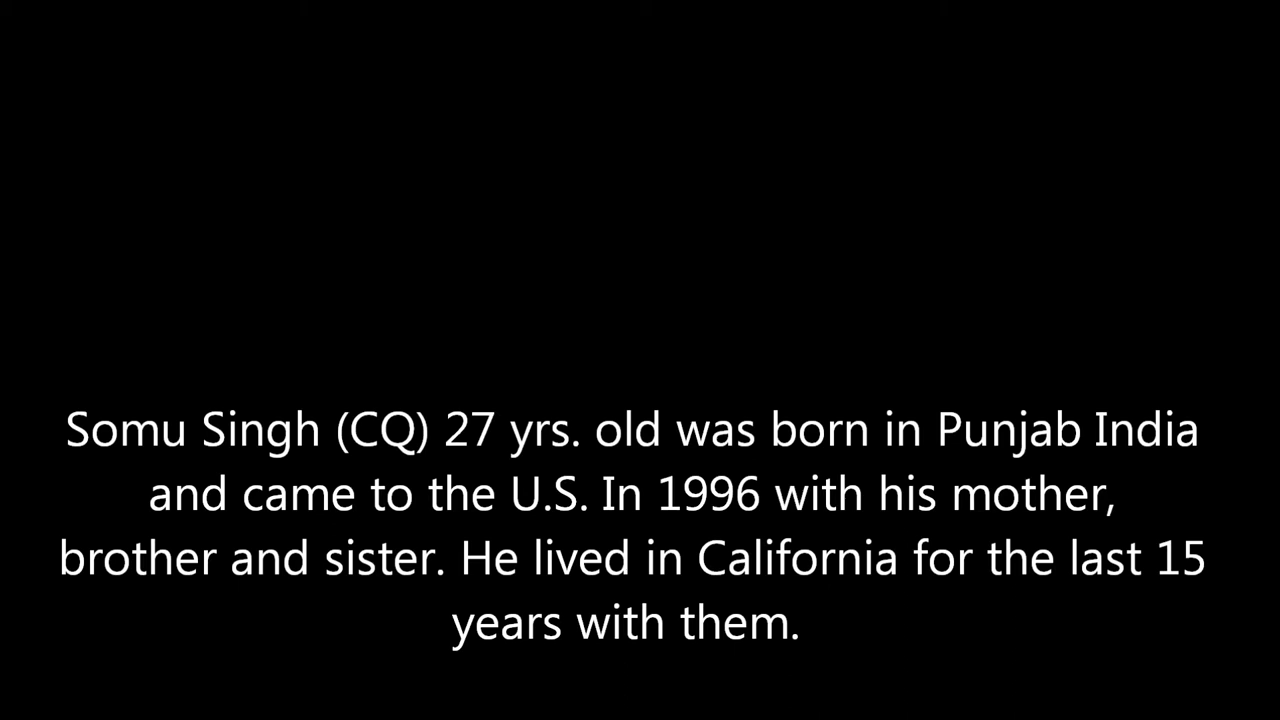 Somu Singh (CQ) 27 yrs. old was born in Punjab India
and came to the U.S. In 1996 with his mother,
brother and sister. He lived in California for the last 15
years with them.